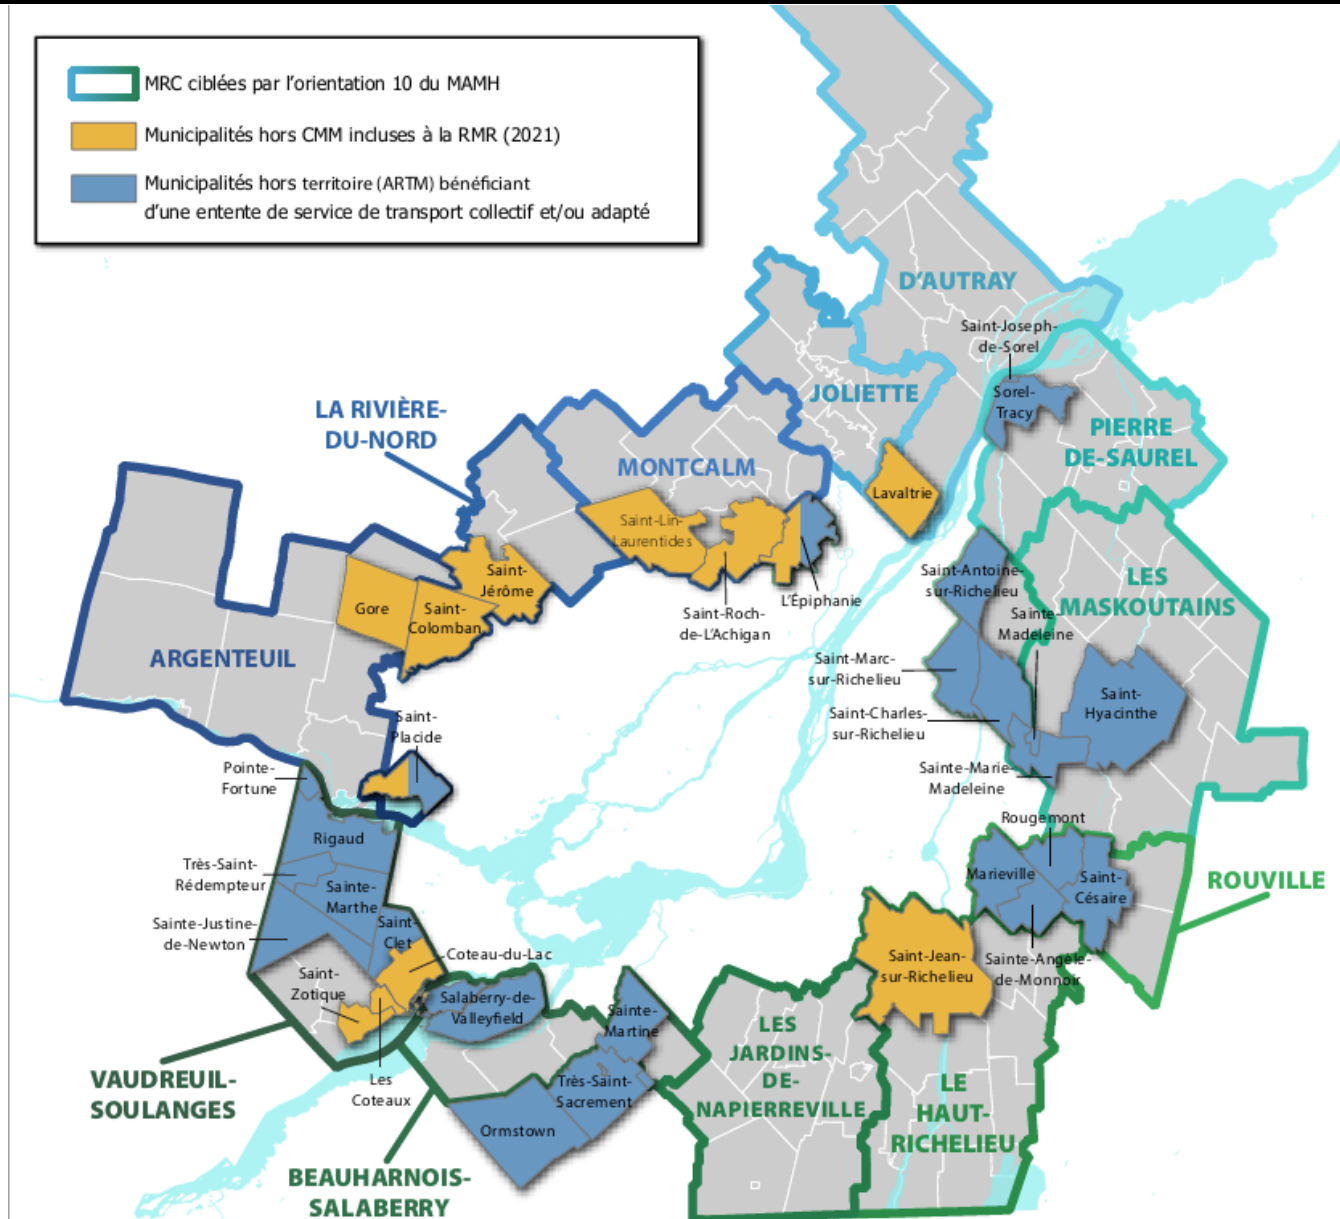 MRC ciblées par l'orientation 10 du MAMH
Municipalités hors CMM incluses à la RMR (2021)
Municipalités hors territoire (ARTM) bénéficiant
d'une entente de service de transport collectif et/ou adapté
D'AUTRAY
Saint-Joseph-
de-Sorel
JOLIETTE
Sorel-
Tracy
LA RIVIÈRE-
DU-NORD
PIERRE
DE-SAUREL
MONTCALM
Lavaltrie
Saint-Lin-
Laurentides
Saint-
Jérôme
Saint-Antoine-
sur-Richelieu
LES
MASKOUTAINS
Gore
Saint-
Colomban
L'Épiphanie
Saint-Roch-
de-L'Achigan
Sainte-
Madeleine
ARGENTEUIL
Saint-Marc-
sur-Richelieu
Saint-
Hyacinthe
Saint-Charles-
sur-Richelieu
Saint-
Placide
Pointe-
Fortune
Sainte-Marie-
Madeleine
Rougemont
Rigaud
Très-Saint-
Rédempteur
Sainte-
Marthe
Marieville
Saint-
Césaire
ROUVILLE
Sainte-Justine-
de-Newton
Saint-
Clet
Coteau-du-Lac
Saint-Jean-
sur-Richelieu
Sainte-Angèle-
de-Monnoir
Saint-
Zotique
Salaberry-de-
Valleyfield
Sainte-
Martine
LES
JARDINS-
DE-
NAPIERREVILLE
VAUDREUIL-
SOULANGES
Les
Coteaux
Très-Saint-
Sacrement
LE
HAUT-
RICHELIEU
Ormstown
BEAUHARNOIS-
SALABERRY